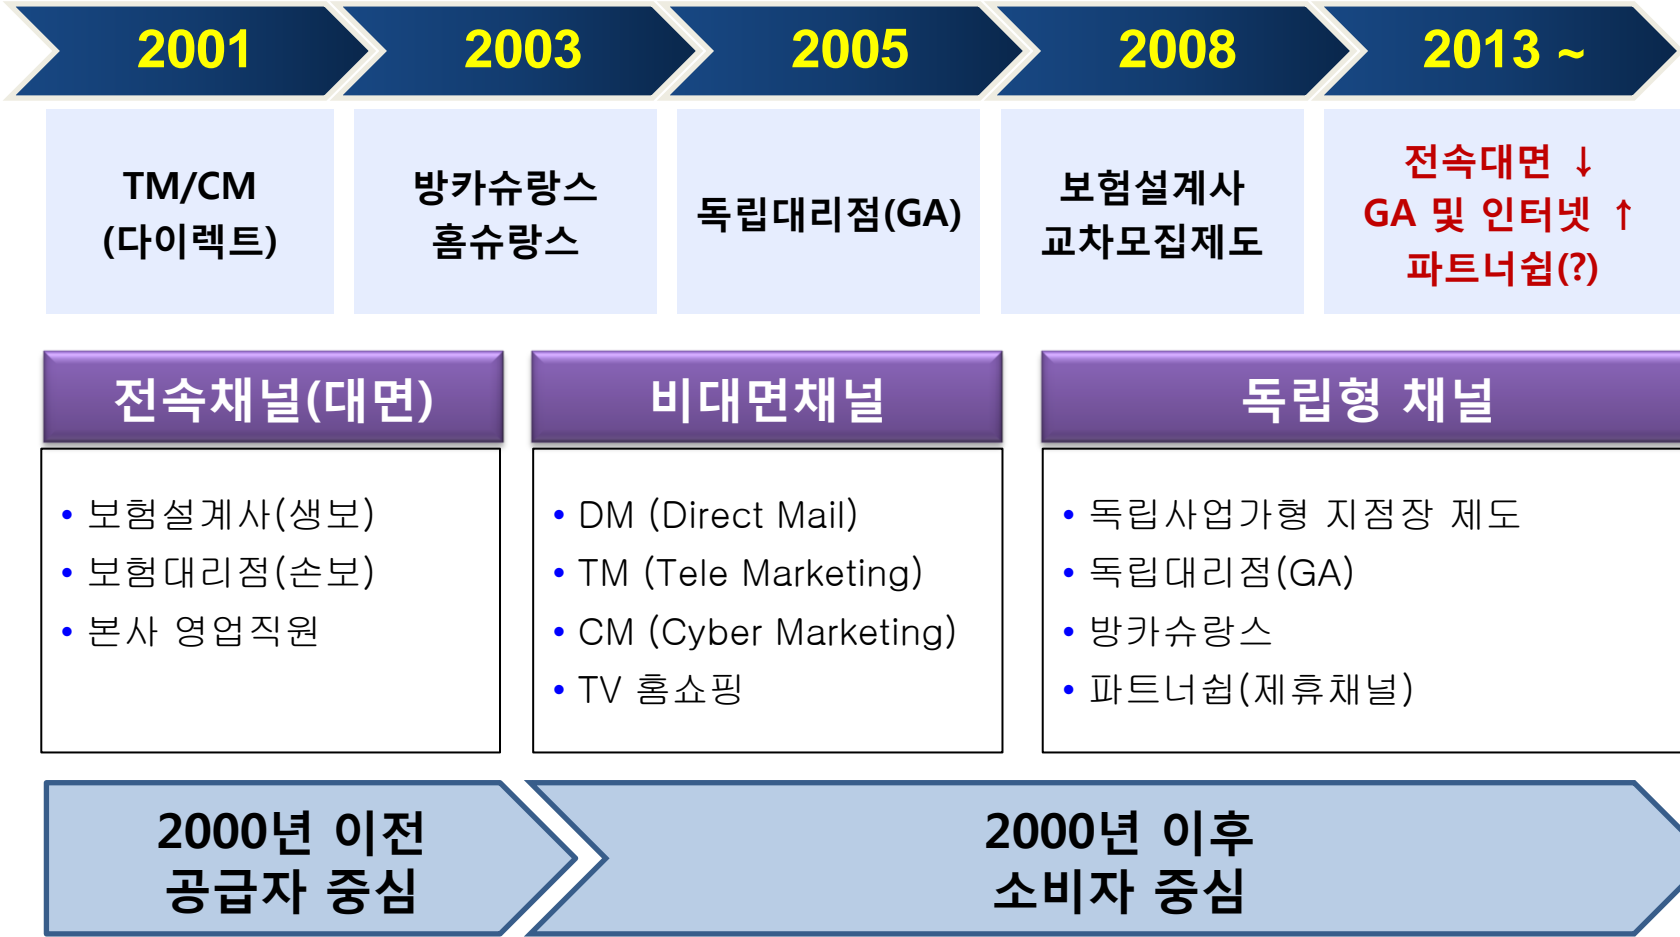 2001
2003
2005
2008
2013 ~
TM/CM
(다이렉트)
방카슈랑스
홈슈랑스
독립대리점(GA)
보험설계사
교차모집제도
전속대면 ↓
GA 및 인터넷 ↑
파트너쉽(?)
전속채널(대면)
• 보험설계사(생보)
• 보험대리점(손보)
• 본사 영업직원
비대면채널
• DM (Direct Mail)
• TM (Tele Marketing)
• CM (Cyber Marketing)
• TV 홈쇼핑
독립형 채널
• 독립사업가형 지점장 제도
• 독립대리점(GA)
• 방카슈랑스
• 파트너쉽(제휴채널)
2000년 이전
공급자 중심
2000년 이후
소비자 중심